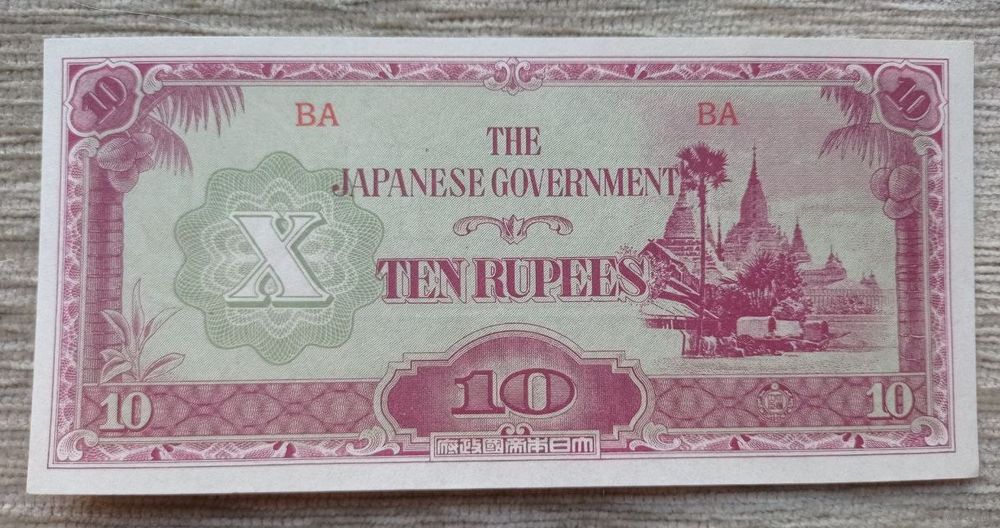 10 10
BA BA
THE
JAPANESE GOVERNMENT
X
TEN RUPEES
10 10 10
大日本帝國政府